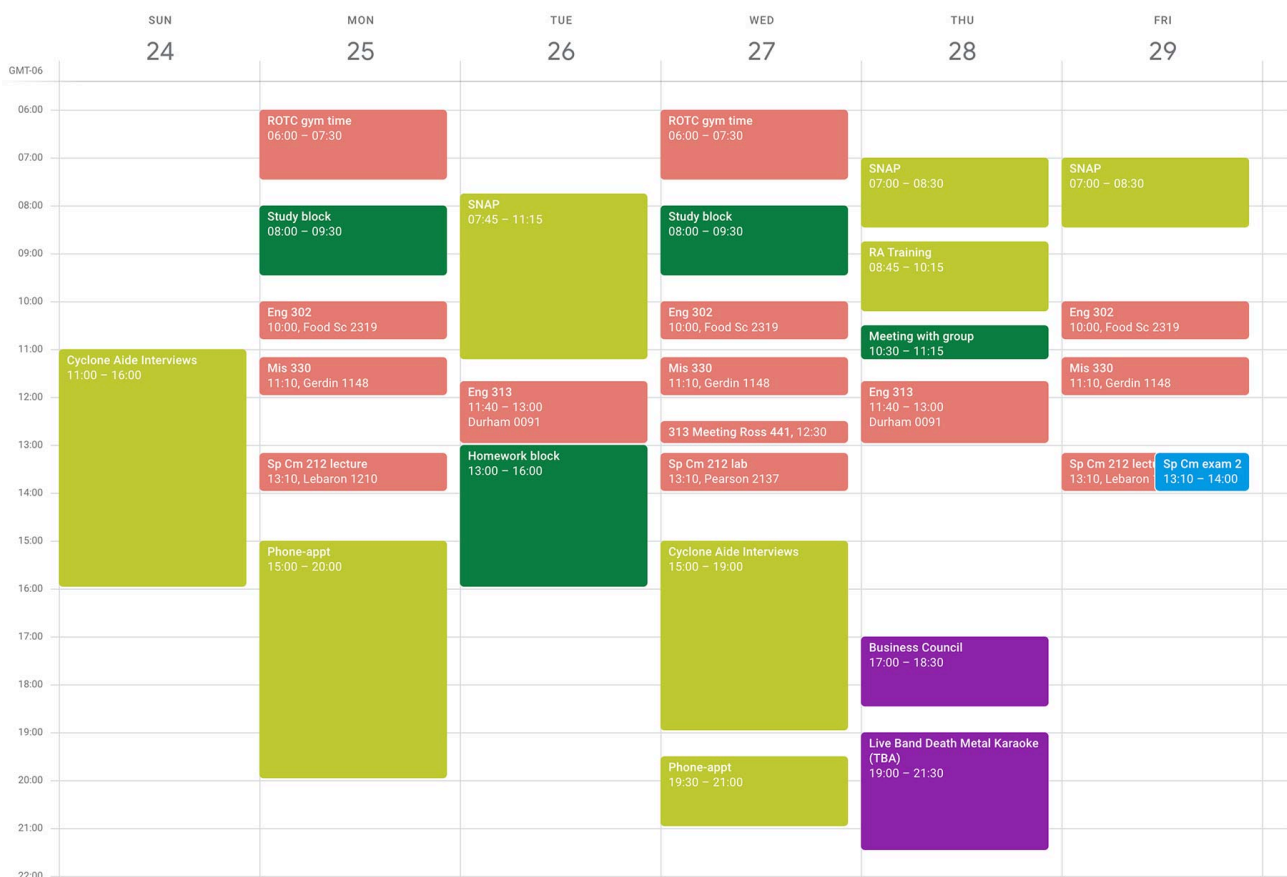 SUN
MON
TUE
WED
THU
FRI
24
25
26
27
28
29
GMT-06
06:00
07:00
08:00
09:00
10:00
11:00
12:00
13:00
14:00
15:00
16:00
17:00
18:00
19:00
20:00
21:00
22:00
Cyclone Aide Interviews
11:00 – 16:00
ROTC gym time
06:00 – 07:30
Study block
08:00 – 09:30
Eng 302
10:00, Food Sc 2319
Mis 330
11:10, Gerdin 1148
Sp Cm 212 lecture
13:10, Lebaron 1210
Phone-appt
15:00 – 20:00
SNAP
07:45 – 11:15
Eng 313
11:40 – 13:00
Durham 0091
Homework block
13:00 – 16:00
ROTC gym time
06:00 – 07:30
Study block
08:00 – 09:30
Eng 302
10:00, Food Sc 2319
Mis 330
11:10, Gerdin 1148
313 Meeting Ross 441, 12:30
Sp Cm 212 lab
13:10, Pearson 2137
Cyclone Aide Interviews
15:00 – 19:00
Phone-appt
19:30 – 21:00
SNAP
07:00 – 08:30
RA Training
08:45 – 10:15
Meeting with group
10:30 – 11:15
Eng 313
11:40 – 13:00
Durham 0091
Business Council
17:00 – 18:30
Live Band Death Metal Karaoke
(TBA)
19:00 – 21:30
SNAP
07:00 – 08:30
Eng 302
10:00, Food Sc 2319
Mis 330
11:10, Gerdin 1148
Sp Cm 212 lectu
13:10, Lebaron
Sp Cm exam 2
13:10 – 14:00